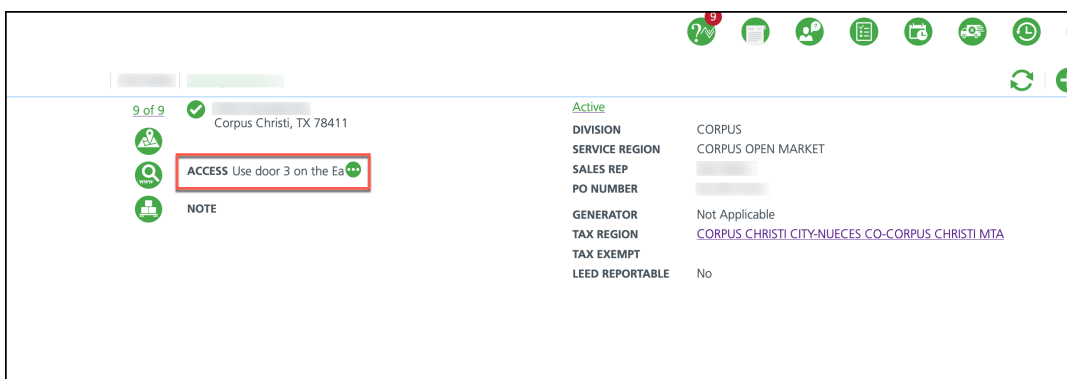 9
9 of 9
Corpus Christi, TX 78411
www
ACCESS Use door 3 on the Ea
NOTE
Active
DIVISION CORPUS
SERVICE REGION CORPUS OPEN MARKET
SALES REP
PO NUMBER
GENERATOR Not Applicable
TAX REGION CORPUS CHRISTI CITY-NUECES CO-CORPUS CHRISTI MTA
TAX EXEMPT
LEED REPORTABLE No